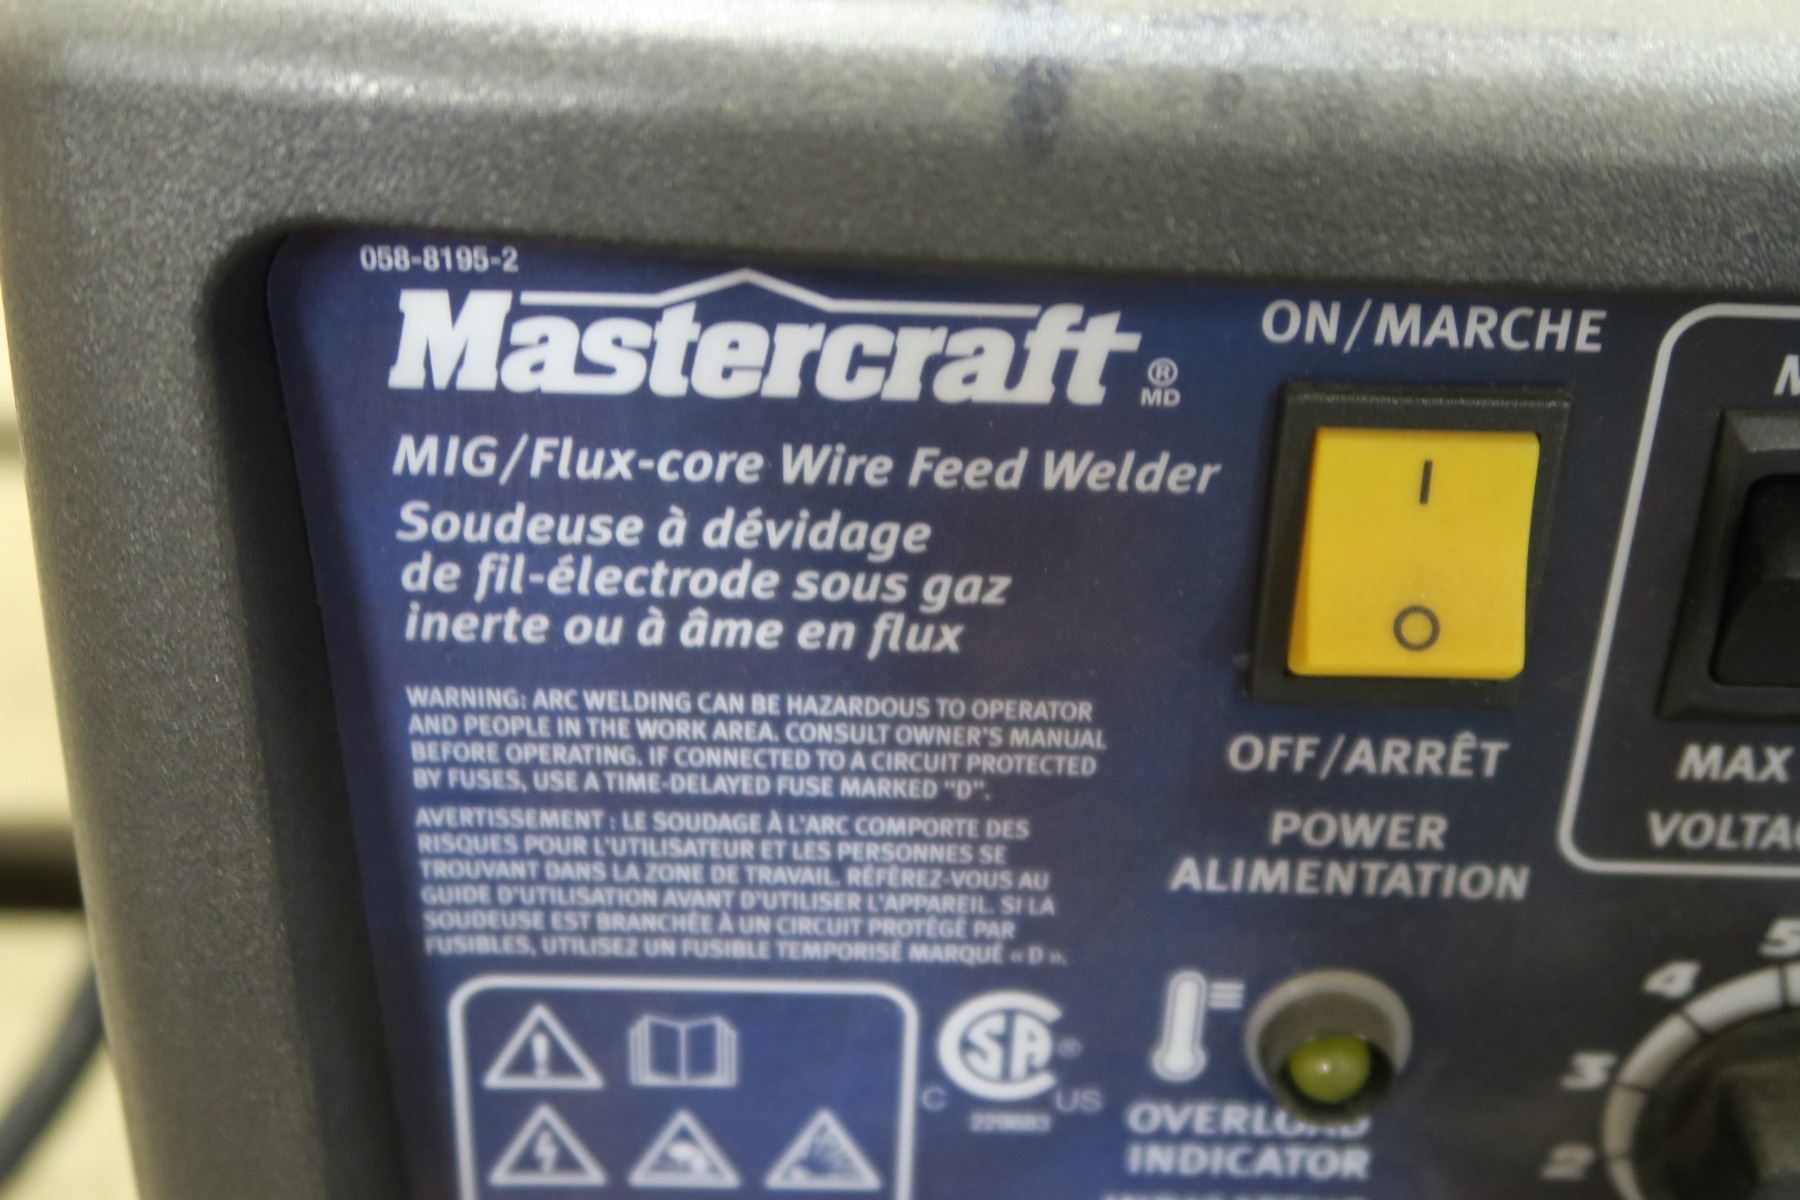 058-8195-2
Mastercraft
®
MD
MIG/Flux-core Wire Feed Welder
Soudeuse à dévidage
de fil-électrode sous gaz
inerte ou à âme en flux
WARNING: ARC WELDING CAN BE HAZARDOUS TO OPERATOR
AND PEOPLE IN THE WORK AREA. CONSULT OWNER'S MANUAL
BEFORE OPERATING. IF CONNECTED TO A CIRCUIT PROTECTED
BY FUSES, USE A TIME-DELAYED FUSE MARKED "D".
AVERTISSEMENT : LE SOUDAGE À L'ARC COMPORTE DES
RISQUES POUR L'UTILISATEUR ET LES PERSONNES SE
TROUVANT DANS LA ZONE DE TRAVAIL. RÉFÉREZ-VOUS AU
GUIDE D'UTILISATION AVANT D'UTILISER L'APPAREIL. SI LA
SOUDEUSE EST BRANCHÉE À UN CIRCUIT PROTÉGÉ PAR
FUSIBLES, UTILISEZ UN FUSIBLE TEMPORISÉ MARQUÉ « D ».
ON/MARCHE
I
O
OFF/ARRÊT
POWER
ALIMENTATION
M
MAX
VOLTA
C SA ® US
OVERLOAD
INDICATOR
5
4
3
2